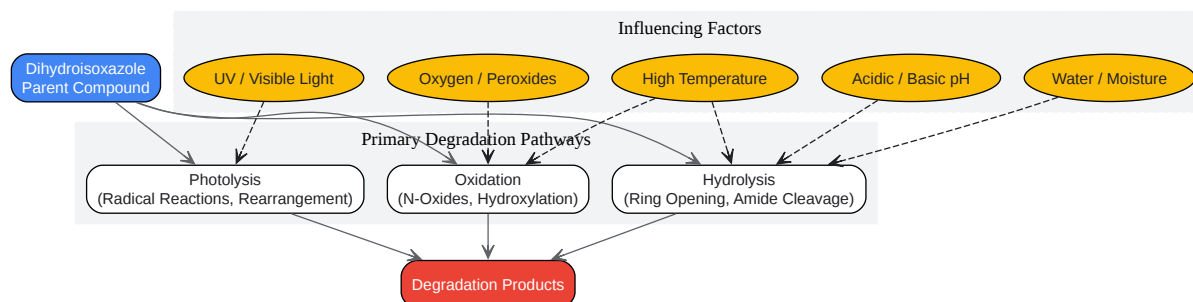 Influencing Factors
Dihydroisoxazole
Parent Compound
UV / Visible Light
Oxygen / Peroxides
High Temperature
Acidic / Basic pH
Water / Moisture
Primary Degradation Pathways
Photolysis
(Radical Reactions, Rearrangement)
Oxidation
(N-Oxides, Hydroxylation)
Hydrolysis
(Ring Opening, Amide Cleavage)
Degradation Products